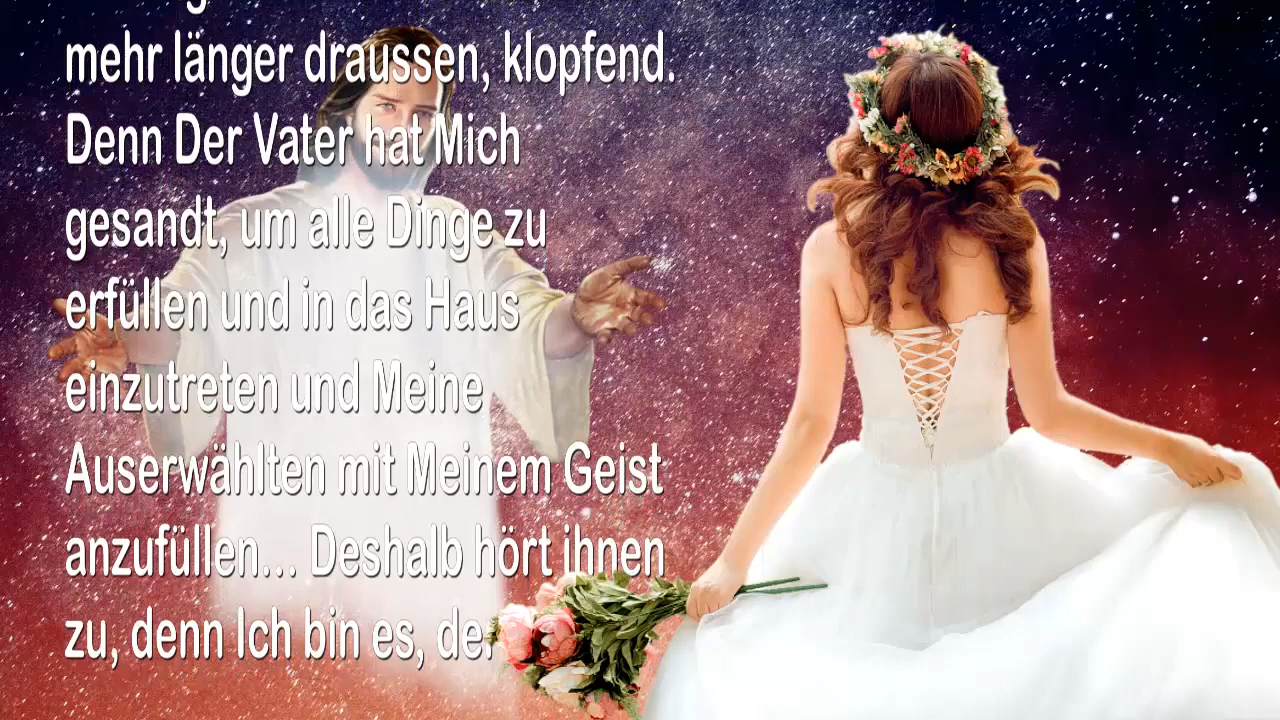 mehr länger draussen, klopfend.
Denn Der Vater hat Mich
gesandt, um alle Dinge zu
erfüllen und in das Haus
einzutreten und Meine
Auserwählten mit Meinem Geist
anzufüllen... Deshalb hört ihnen
zu, denn Ich bin es,